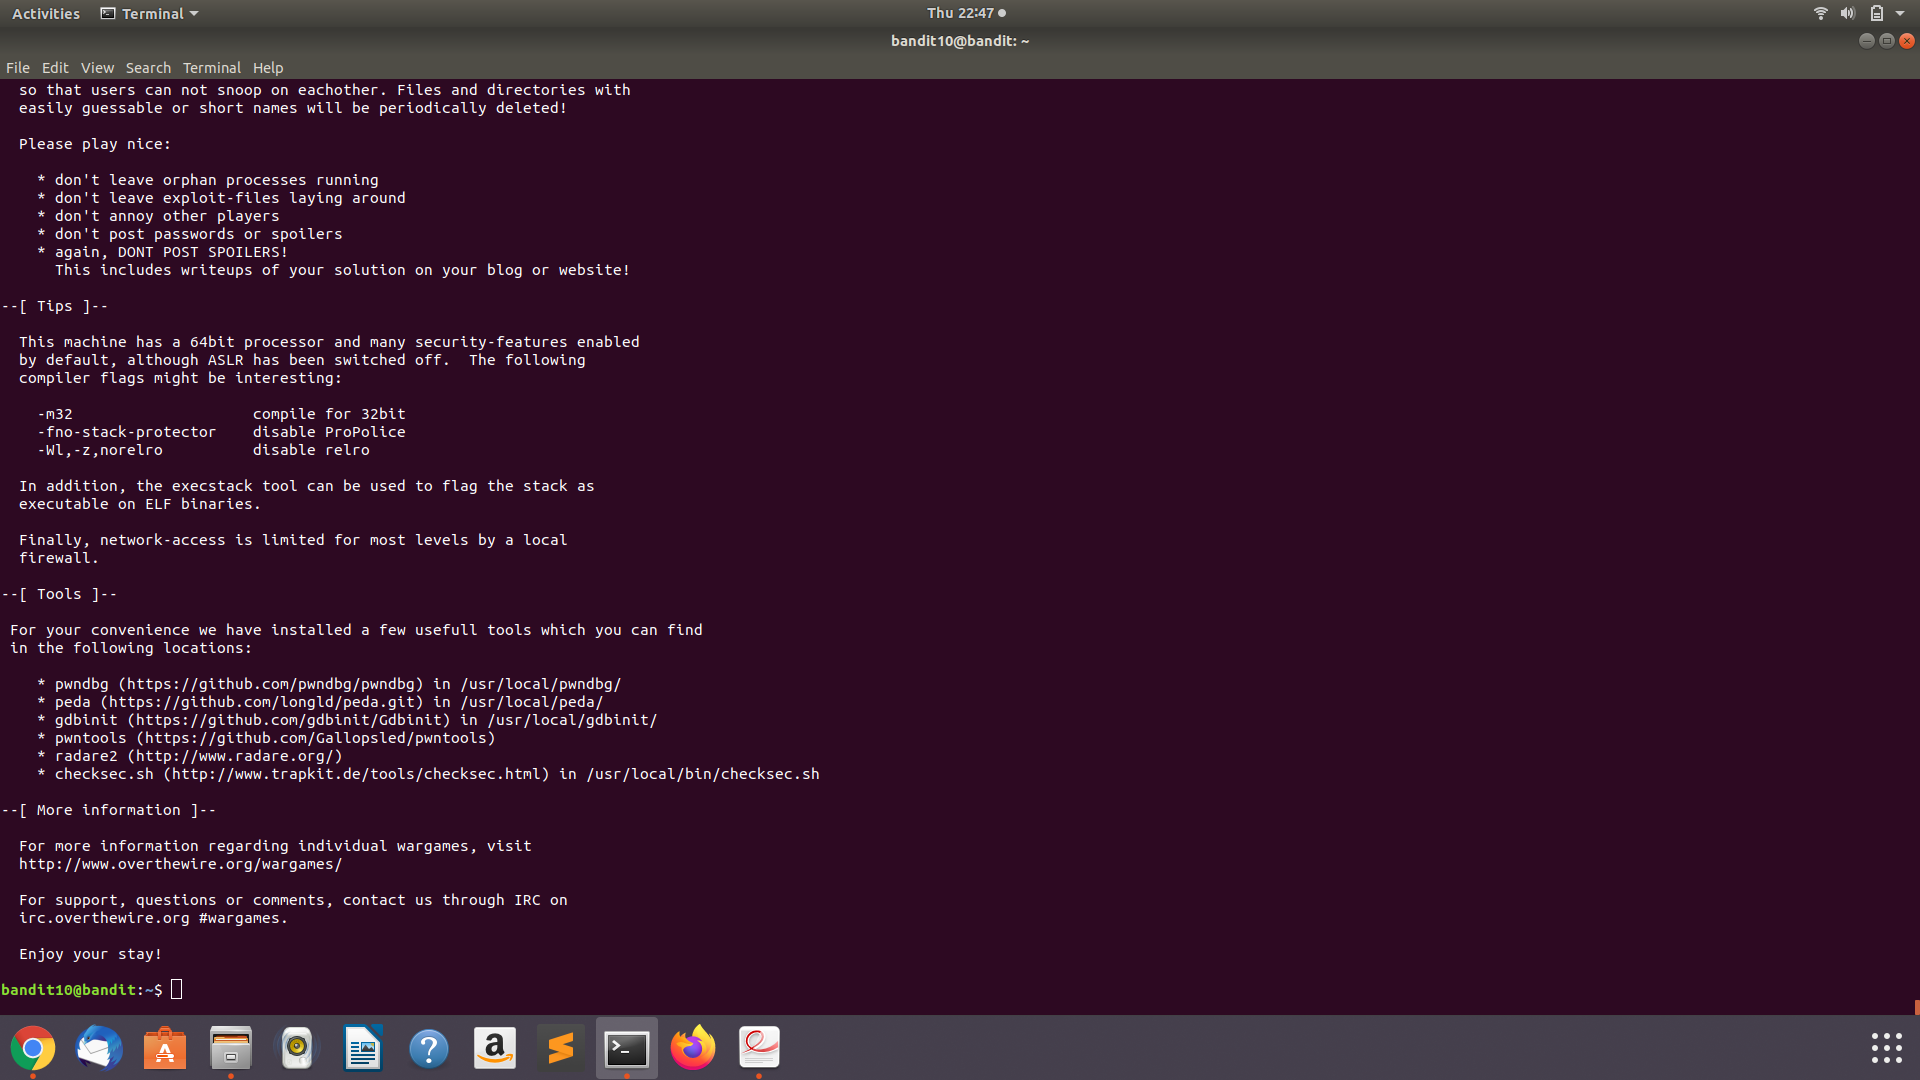 Activities Terminal Thu 22:47
bandit10@bandit: ~
File Edit View Search Terminal Help
so that users can not snoop on eachother. Files and directories with
easily guessable or short names will be periodically deleted!
Please play nice:
* don't leave orphan processes running
* don't leave exploit-files laying around
* don't annoy other players
* don't post passwords or spoilers
* again, DONT POST SPOILERS!
This includes writeups of your solution on your blog or website!
--[ Tips ]--
This machine has a 64bit processor and many security-features enabled
by default, although ASLR has been switched off.  The following
compiler flags might be interesting:
-m32                    compile for 32bit
-fno-stack-protector    disable ProPolice
-Wl,-z,norelro          disable relro
In addition, the execstack tool can be used to flag the stack as
executable on ELF binaries.
Finally, network-access is limited for most levels by a local
firewall.
--[ Tools ]--
For your convenience we have installed a few usefull tools which you can find
in the following locations:
* pwndbg (https://github.com/pwndbg/pwndbg) in /usr/local/pwndbg/
* peda (https://github.com/longld/peda.git) in /usr/local/peda/
* gdbinit (https://github.com/gdbinit/Gdbinit) in /usr/local/gdbinit/
* pwntools (https://github.com/Gallopsled/pwntools)
* radare2 (http://www.radare.org/)
* checksec.sh (http://www.trapkit.de/tools/checksec.html) in /usr/local/bin/checksec.sh
--[ More information ]--
For more information regarding individual wargames, visit
http://www.overthewire.org/wargames/
For support, questions or comments, contact us through IRC on
irc.overthewire.org #wargames.
Enjoy your stay!
bandit10@bandit:~$